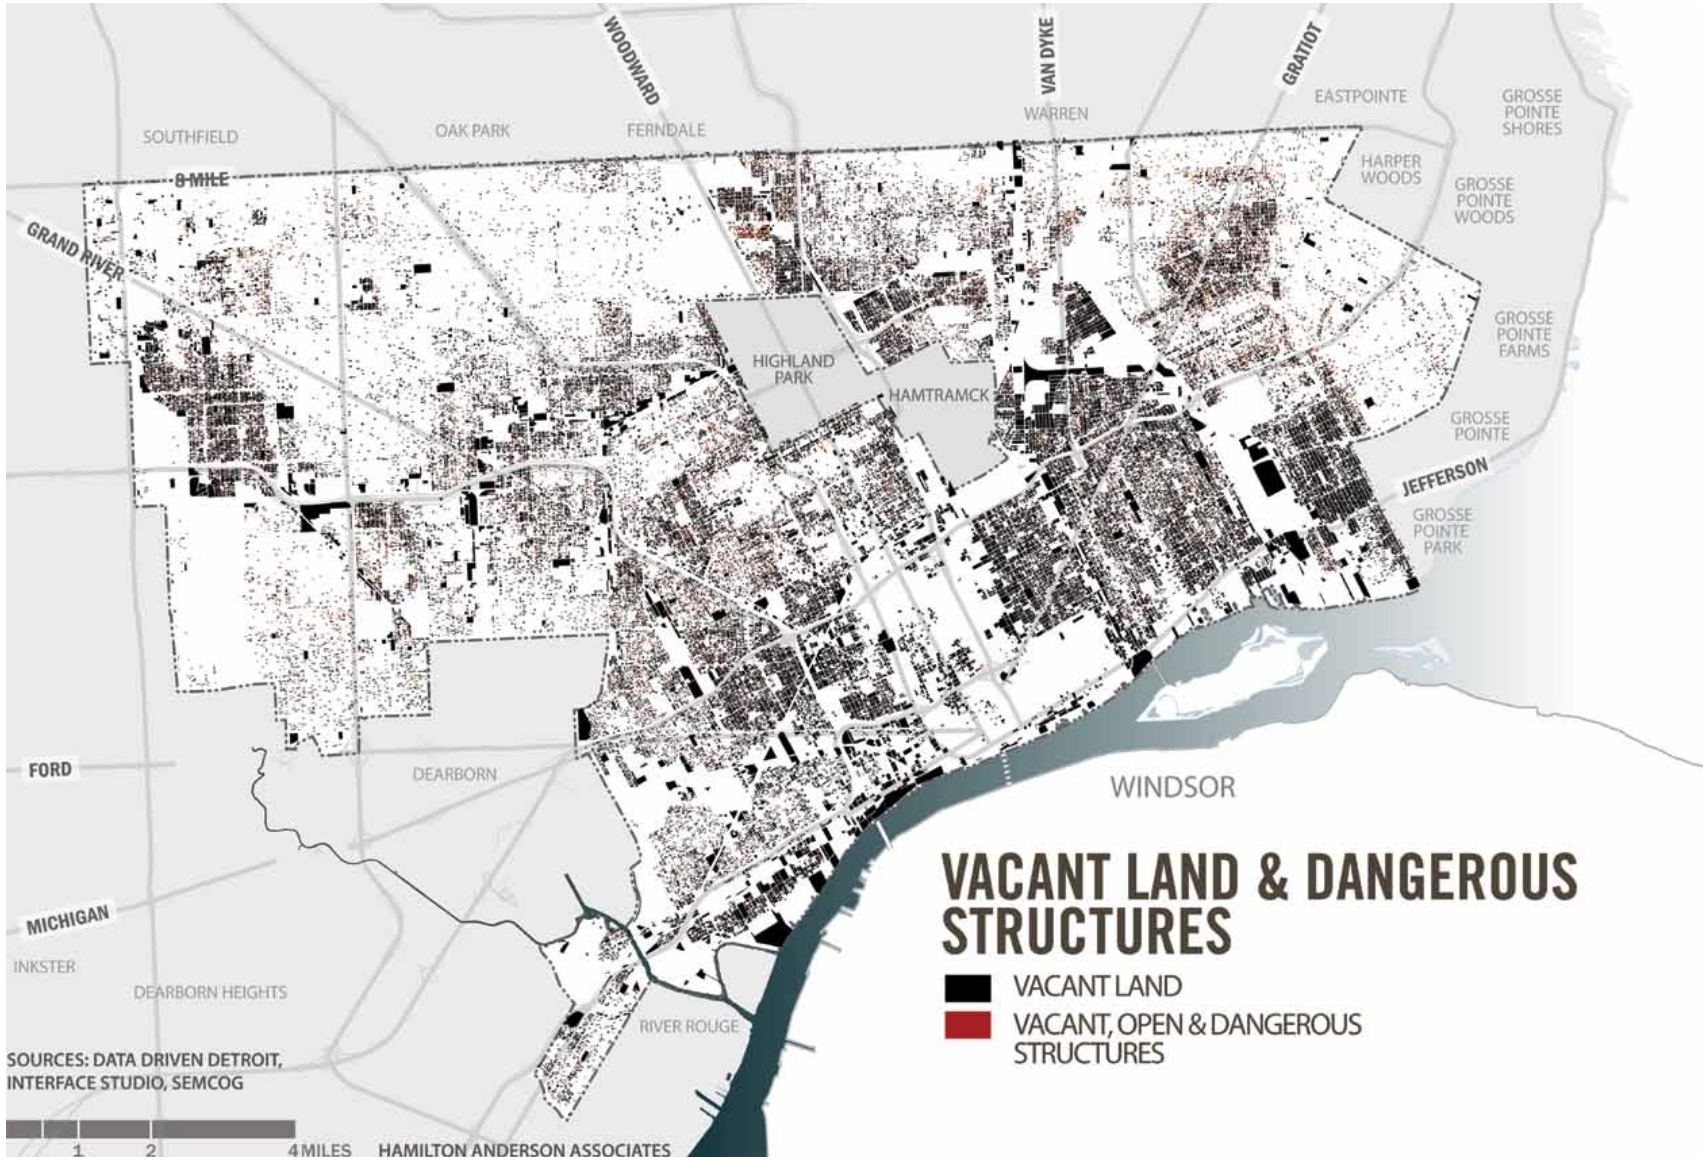 WOODWARD
VAN DYKE
GRATIOT
EASTPOINTE
GROSSE
POINTE
SHORES
SOUTHFIELD
OAK PARK
FERNDALE
WARREN
HARPER
WOODS
8 MILE
GROSSE
POINTE
WOODS
GRAND RIVER
GROSSE
POINTE
FARMS
HIGHLAND
PARK
HAMTRAMCK
GROSSE
POINTE
JEFFERSON
GROSSE
POINTE
PARK
FORD
DEARBORN
WINDSOR
VACANT LAND & DANGEROUS
STRUCTURES
VACANT LAND
VACANT, OPEN & DANGEROUS
STRUCTURES
MICHIGAN
INKSTER
DEARBORN HEIGHTS
RIVER ROUGE
SOURCES: DATA DRIVEN DETROIT,
INTERFACE STUDIO, SEMCOG
1 2 4 MILES
HAMILTON ANDERSON ASSOCIATES